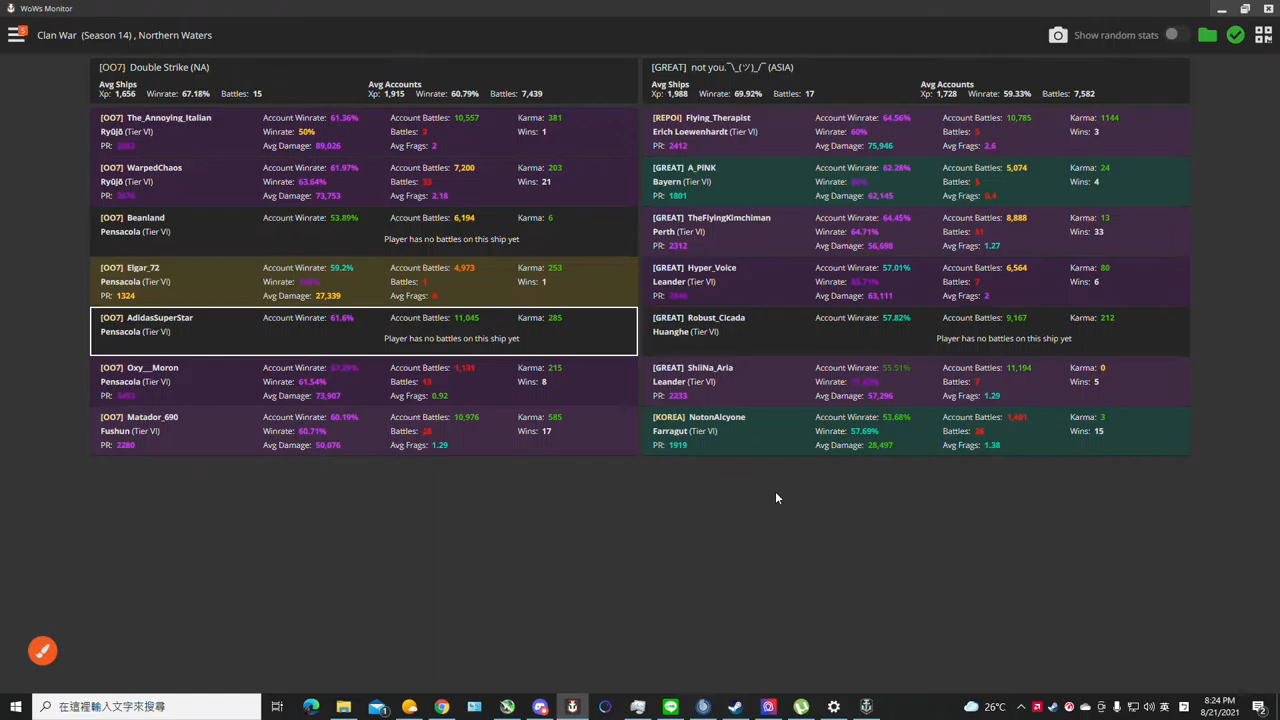 WoWs Monitor
5
Clan War (Season 14) , Northern Waters
Show random stats
[OO7] Double Strike (NA)
Avg Ships
Xp: 1,656 Winrate: 67.18% Battles: 15
Avg Accounts
Xp: 1,915 Winrate: 60.79% Battles: 7,439
[OO7] The_Annoying_Italian Account Winrate: 61.36% Account Battles: 10,557 Karma: 381
Ryūjō (Tier VI) Winrate: 50% Battles: Wins: 1
PR: Avg Damage: 89,026 Avg Frags: 2
[OO7] WarpedChaos Account Winrate: 61.97% Account Battles: 7,200 Karma: 203
Ryūjō (Tier VI) Winrate: 63.64% Battles: 33 Wins: 21
PR: Avg Damage: 73,753 Avg Frags: 2.18
[OO7] Beanland Account Winrate: 53.89% Account Battles: 6,194 Karma: 6
Pensacola (Tier VI)
Player has no battles on this ship yet
[OO7] Elgar_72 Account Winrate: 59.2% Account Battles: 4,973 Karma: 253
Pensacola (Tier VI) Winrate: Battles: 1 Wins: 1
PR: 1324 Avg Damage: 27,339 Avg Frags:
[OO7] AdidasSuperStar Account Winrate: 61.6% Account Battles: 11,045 Karma: 285
Pensacola (Tier VI)
Player has no battles on this ship yet
[OO7] Oxy__Moron Account Winrate: Account Battles: Karma: 215
Pensacola (Tier VI) Winrate: 61.54% Battles: 13 Wins: 8
PR: Avg Damage: 73,907 Avg Frags: 0.92
[OO7] Matador_690 Account Winrate: 60.19% Account Battles: 10,976 Karma: 585
Fushun (Tier VI) Winrate: 60.71% Battles: 28 Wins: 17
PR: 2280 Avg Damage: 50,076 Avg Frags: 1.29
[GREAT] not you.¯\_(ツ)_/¯ (ASIA)
Avg Ships
Xp: 1,988 Winrate: 69.92% Battles: 17
Avg Accounts
Xp: 1,728 Winrate: 59.33% Battles: 7,582
[REPOI] Flying_Therapist Account Winrate: 64.56% Account Battles: 10,785 Karma: 1144
Erich Loewenhardt (Tier VI) Winrate: 60% Battles: 5 Wins: 3
PR: 2412 Avg Damage: 75,946 Avg Frags: 2.6
[GREAT] A_PINK Account Winrate: 62.28% Account Battles: 5,074 Karma: 24
Bayern (Tier VI) Winrate: Battles: 5 Wins: 4
PR: 1801 Avg Damage: 62,145 Avg Frags: 0.4
[GREAT] TheFlyingKimchiman Account Winrate: 64.45% Account Battles: 8,888 Karma: 13
Perth (Tier VI) Winrate: 64.71% Battles: Wins: 33
PR: 2312 Avg Damage: 56,698 Avg Frags: 1.27
[GREAT] Hyper_Voice Account Winrate: 57.01% Account Battles: 6,564 Karma: 80
Leander (Tier VI) Winrate: 85.71% Battles: 7 Wins: 6
PR: Avg Damage: 63,111 Avg Frags: 2
[GREAT] Robust_Cicada Account Winrate: 57.82% Account Battles: 9,167 Karma: 212
Huanghe (Tier VI)
Player has no battles on this ship yet
[GREAT] ShiiNa_Aria Account Winrate: 55.51% Account Battles: 11,194 Karma: 0
Leander (Tier VI) Winrate: Battles: 7 Wins: 5
PR: 2233 Avg Damage: 57,296 Avg Frags: 1.29
[KOREA] NotonAlcyone Account Winrate: 53.68% Account Battles: Karma: 3
Farragut (Tier VI) Winrate: 57.69% Battles: 26 Wins: 15
PR: 1919 Avg Damage: 28,497 Avg Frags: 1.38
在這裡輸入文字來搜尋
1
26°C
英
8:24 PM
8/21/2021
2